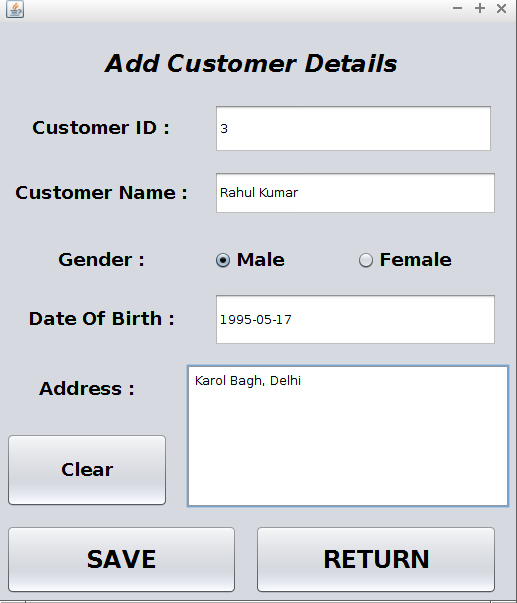 Add Customer Details
Customer ID : 3
Customer Name : Rahul Kumar
Gender : Male Female
Date Of Birth : 1995-05-17
Address : Karol Bagh, Delhi
Clear
SAVE RETURN